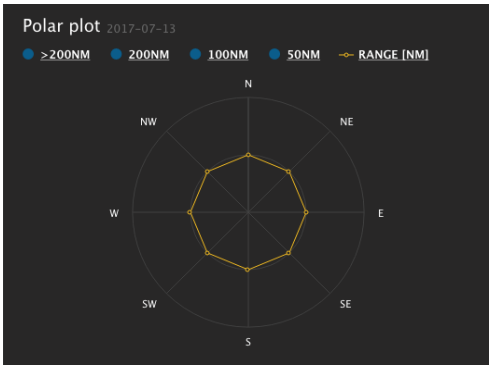 Polar plot 2017-07-13
>200NM 200NM 100NM 50NM RANGE [NM]
N
NW NE
W E
SW SE
S